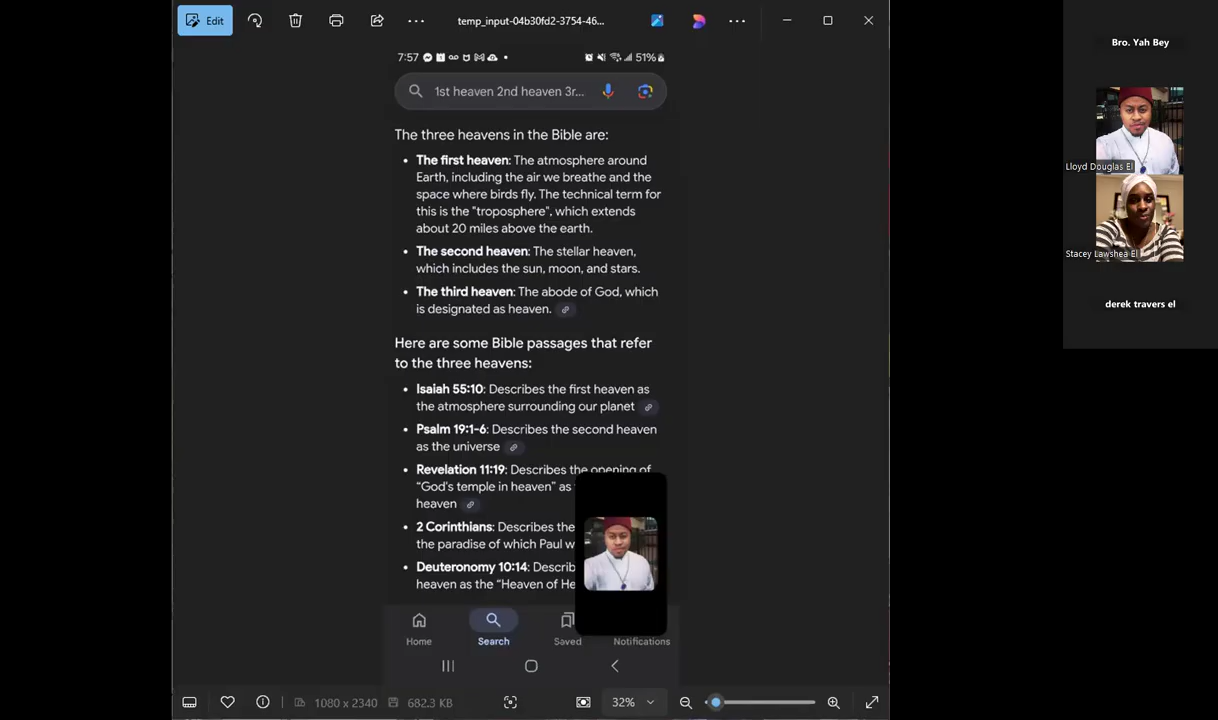 Edit
temp_input-04b30fd2-3754-46...
7:57
51%
1st heaven 2nd heaven 3r...
The three heavens in the Bible are:
• The first heaven: The atmosphere around
Earth, including the air we breathe and the
space where birds fly. The technical term for
this is the "troposphere", which extends
about 20 miles above the earth.
• The second heaven: The stellar heaven,
which includes the sun, moon, and stars.
• The third heaven: The abode of God, which
is designated as heaven.
Here are some Bible passages that refer
to the three heavens:
• Isaiah 55:10: Describes the first heaven as
the atmosphere surrounding our planet
• Psalm 19:1-6: Describes the second heaven
as the universe
• Revelation 11:19: Describes the opening of
“God's temple in heaven” as
heaven
• 2 Corinthians: Describes the
the paradise of which Paul
• Deuteronomy 10:14:
heaven as the “Heaven of
Home
Search
Saved
Notifications
1080 x 2340
682.3 KB
32%
Bro. Yah Bey
Lloyd Douglas El
Stacey Lawshea El
derek travers el